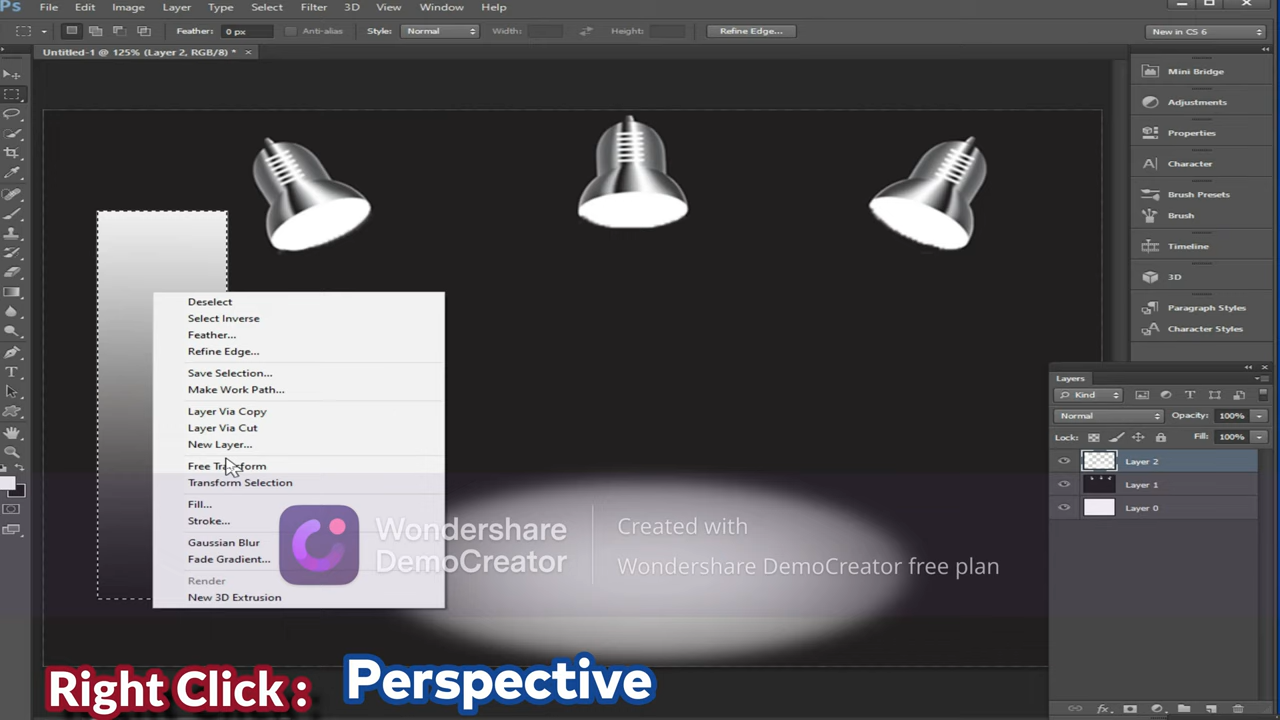 Ps File Edit Image Layer Type Select Filter 3D View Window Help
Feather: 0 px Anti-alias Style: Normal Width: Height: Refine Edge... New in CS 6
Untitled-1 @ 125% (Layer 2, RGB/8) * ×
Mini Bridge
Adjustments
Properties
Character
Brush Presets
Brush
Timeline
3D
Paragraph Styles
Character Styles
Deselect
Select Inverse
Feather...
Refine Edge...
Save Selection...
Make Work Path...
Layer Via Copy
Layer Via Cut
New Layer...
Free Transform
Transform Selection
Fill...
Stroke...
Gaussian Blur
Fade Gradient...
Render
New 3D Extrusion
Layers
Kind
Normal Opacity: 100%
Lock: Fill: 100%
Layer 2
Layer 1
Layer 0
Wondershare
DemoCreator
Created with
Wondershare DemoCreator free plan
Right Click : Perspective